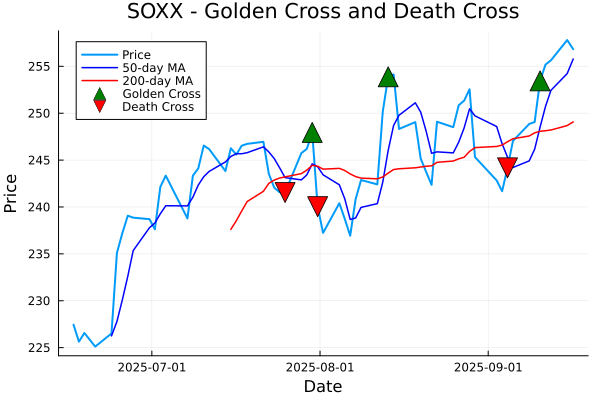 SOXX - Golden Cross and Death Cross
Price
50-day MA
200-day MA
Golden Cross
Death Cross
255
250
245
240
235
230
225
Price
2025-07-01
2025-08-01
2025-09-01
Date